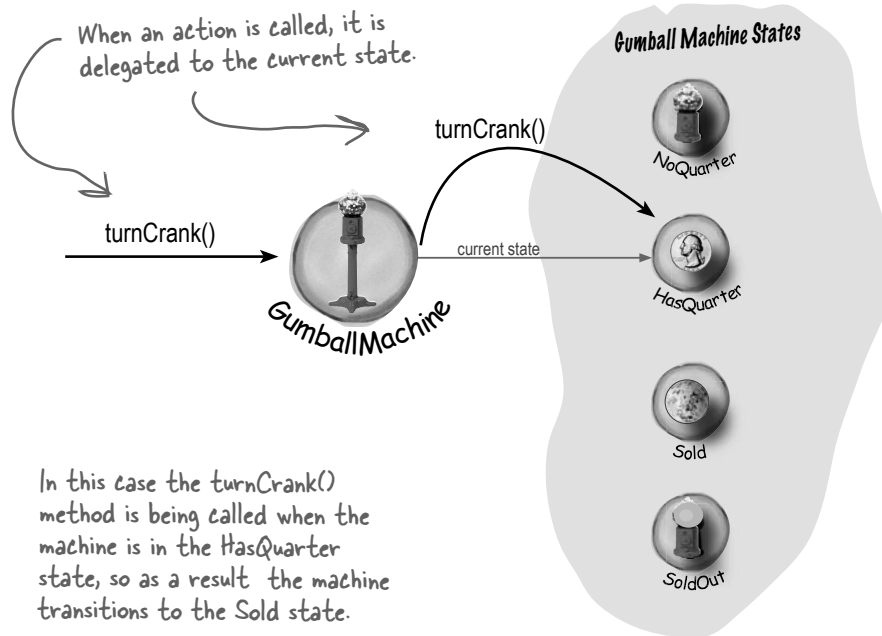 When an action is called, it is
delegated to the current state.
Gumball Machine States
turnCrank()
NoQuarter
turnCrank()
current state
HasQuarter
GumballMachine
Sold
In this case the turnCrank()
method is being called when the
machine is in the HasQuarter
state, so as a result the machine
transitions to the Sold state.
SoldOut